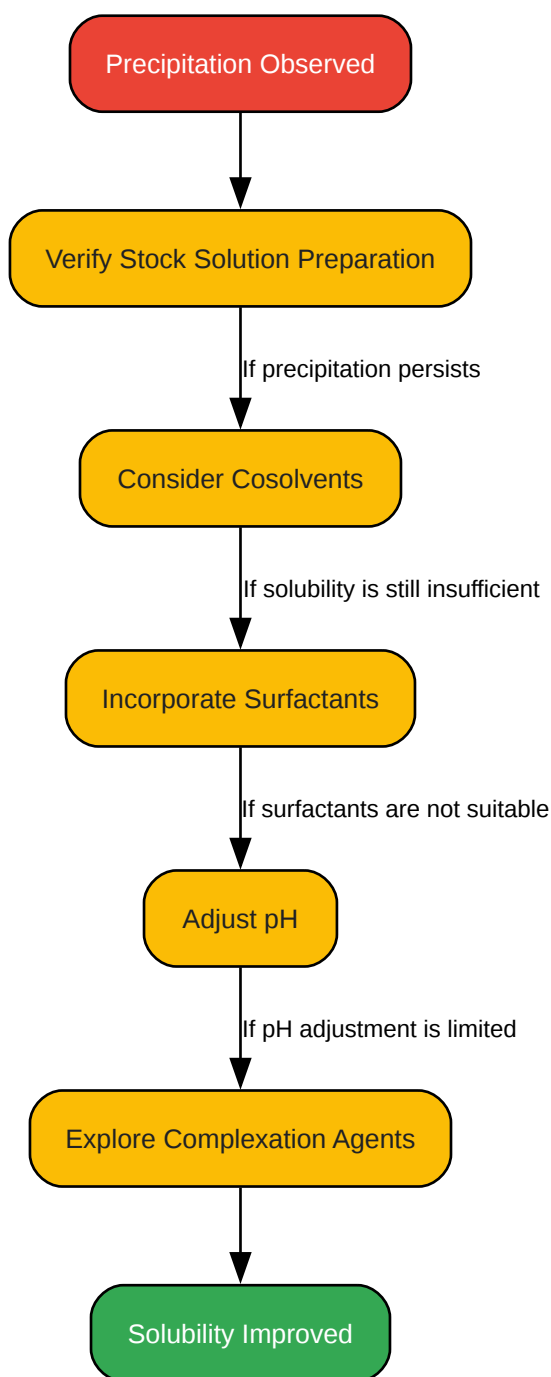 Precipitation Observed
Verify Stock Solution Preparation
If precipitation persists
Consider Cosolvents
If solubility is still insufficient
Incorporate Surfactants
If surfactants are not suitable
Adjust pH
If pH adjustment is limited
Explore Complexation Agents
Solubility Improved